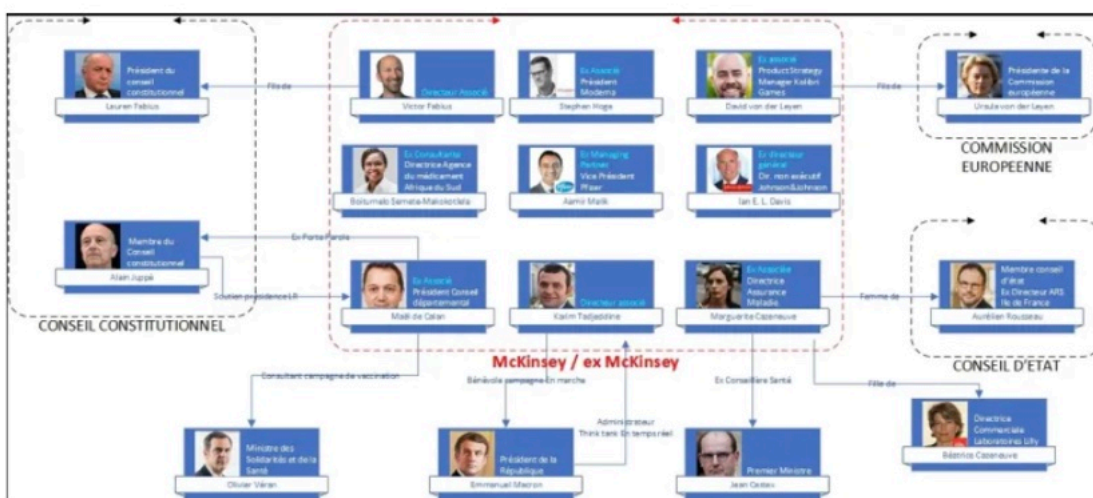 Président du
conseil
constitutionnel
Lauren Fabius
Fils de
Directeur Associé
Victor Fabius
Ex Associé
Président
Moderna
Stephen Hoge
Ex associé
Product Strategy
Manager Kolibri
Games
David von der Leyen
Fils de
Présidente de la
Commission
européenne
Ursula von der Leyen
COMMISSION
EUROPEENNE
Ex Consultante
Directrice Agence
du médicament
Afrique du Sud
Boitumelo Semete-Makokotlela
Ex Managing
Partner
Vice Président
Pfizer
Aamir Malik
Ex directeur
général
Dir. non exécutif
Johnson&Johnson
Ian E. L. Davis
Membre du
Conseil
constitutionnel
Alain Juppé
Ex Porte Parole
Soutien présidence LR
CONSEIL CONSTITUTIONNEL
Ex Associé
Président Conseil
départemental
Maël de Calan
Directeur associé
Karim Tadjeddine
Ex Associée
Directrice
Assurance
Maladie
Marguerite Cazeneuve
Femme de
Membre conseil
d'état
Ex Directeur ARS
Ile de France
Aurélien Rousseau
CONSEIL D'ETAT
McKinsey / ex McKinsey
Consultant campagne de vaccination
Bénévole campagne En marche
Administrateur
Think tank En temps réel
Ex Conseillère Santé
Fille de
Ministre des
Solidarités et de la
Santé
Olivier Véran
Président de la
République
Emmanuel Macron
Premier Ministre
Jean Castex
Directrice
Commerciale
Laboratoires Lilly
Béatrice Cazeneuve